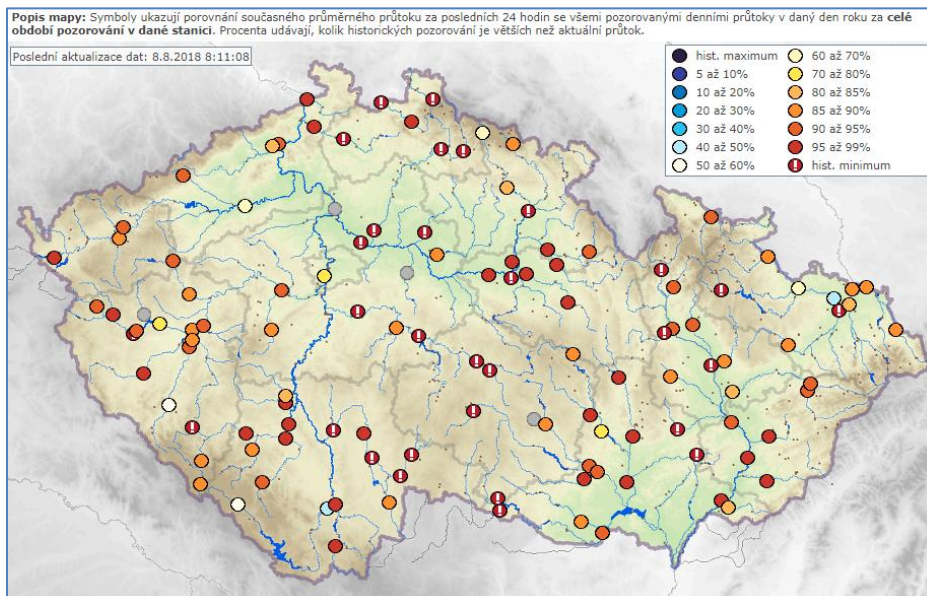 Popis mapy: Symboly ukazují porovnání současného průměrného průtoku za posledních 24 hodin se všemi pozorovanými denními průtoky v daný den roku za celé
období pozorování v dané stanici. Procenta udávají, kolik historických pozorování je větších než aktuální průtok.
Poslední aktualizace dat: 8.8.2018 8:11:08
hist. maximum
5 až 10%
10 až 20%
20 až 30%
30 až 40%
40 až 50%
50 až 60%
60 až 70%
70 až 80%
80 až 85%
85 až 90%
90 až 95%
95 až 99%
hist. minimum